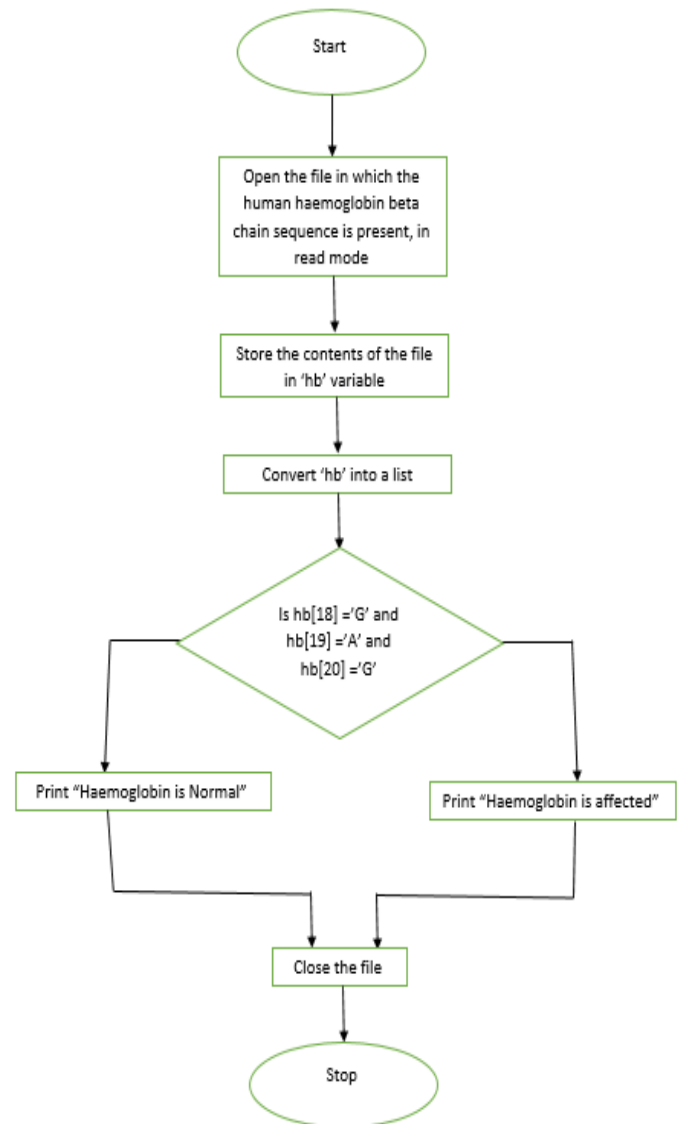 Start
Open the file in which the
human haemoglobin beta
chain sequence is present, in
read mode
Store the contents of the file
in ‘hb’ variable
Convert ‘hb’ into a list
Is hb[18] =‘G’ and
hb[19] =‘A’ and
hb[20] =‘G’
Print “Haemoglobin is Normal”
Print “Haemoglobin is affected”
Close the file
Stop